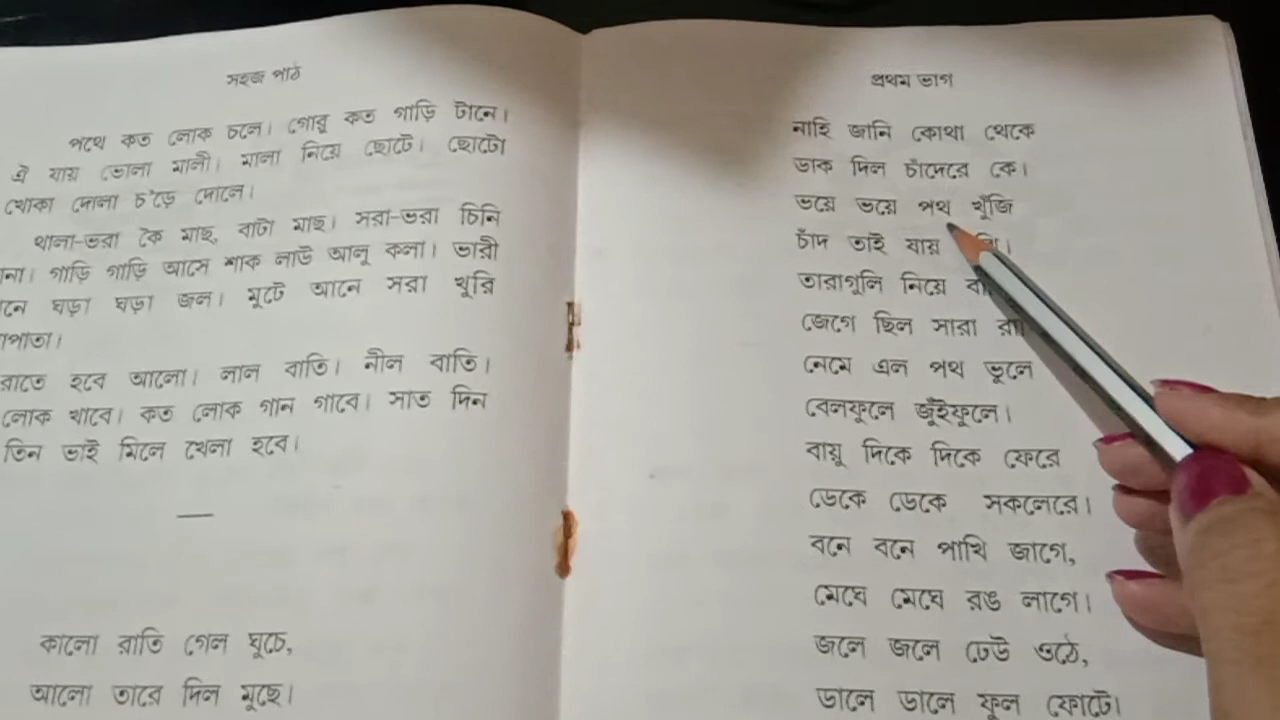 সহজ পাঠ
পথে কত লোক চলে। গোরু কত গাড়ি টানে।
ঐ যায় ভোলা মালী। মালা নিয়ে ছোটে। ছোটো
খোকা দোলা চ'ড়ে দোলে।
থালা-ভরা কৈ মাছ, বাটা মাছ। সরা-ভরা চিনি
গাড়ি গাড়ি আসে শাক লাউ আলু কলা। ভারী
ঘড়া ঘড়া জল। মুটে আনে সরা খুরি
রাতে হবে আলো। লাল বাতি। নীল বাতি।
লোক খাবে। কত লোক গান গাবে। সাত দিন
তিন ভাই মিলে খেলা হবে।
কালো রাতি গেল ঘুচে,
আলো তারে দিল মুছে।
প্রথম ভাগ
নাহি জানি কোথা থেকে
ডাক দিল চাঁদেরে কে।
ভয়ে ভয়ে পথ খুঁজি
চাঁদ তাই যায়
তারাগুলি নিয়ে
জেগে ছিল সারা
নেমে এল পথ ভুলে
বেলফুলে জুঁইফুলে।
বায়ু দিকে দিকে ফেরে
ডেকে ডেকে সকলেরে।
বনে বনে পাখি জাগে,
মেঘে মেঘে রঙ লাগে।
জলে জলে ঢেউ ওঠে,
ডালে ডালে ফুল ফোটে।